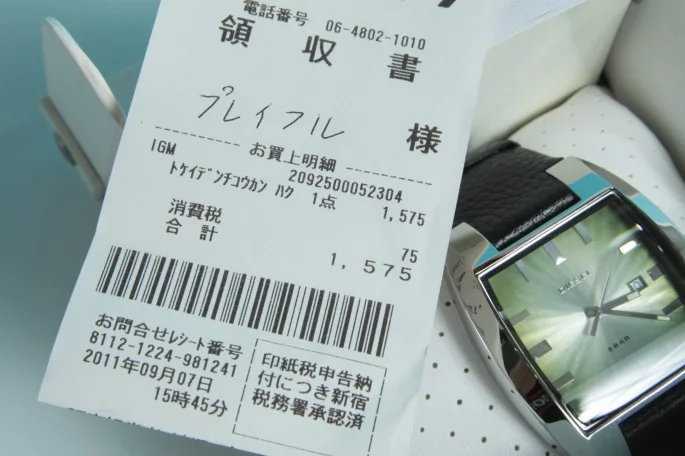 電話番号 06-4802-1010
領収書
プレイフル 様
お買上明細
IGM 2092500052304
トケイデンチコウカン ハク 1点 1,575
消費税 75
合計 1,575
お問合せレシート番号
8112-1224-981241
2011年09月07日
15時45分
印紙税申告納
付につき新宿
税務署承認済
DIESEL
5 BAR